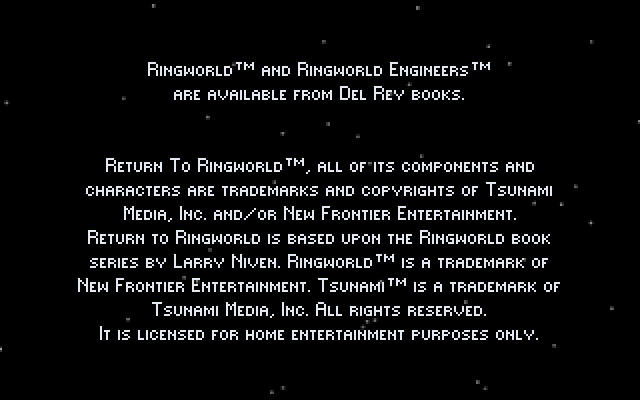 Ringworld™ and Ringworld Engineers™
are available from Del Rey books.
Return To Ringworld™, all of its components and
characters are trademarks and copyrights of Tsunami
Media, Inc. and/or New Frontier Entertainment.
Return to Ringworld is based upon the Ringworld book
series by Larry Niven. Ringworld™ is a trademark of
New Frontier Entertainment. Tsunami™ is a trademark of
Tsunami Media, Inc. All rights reserved.
It is licensed for home entertainment purposes only.